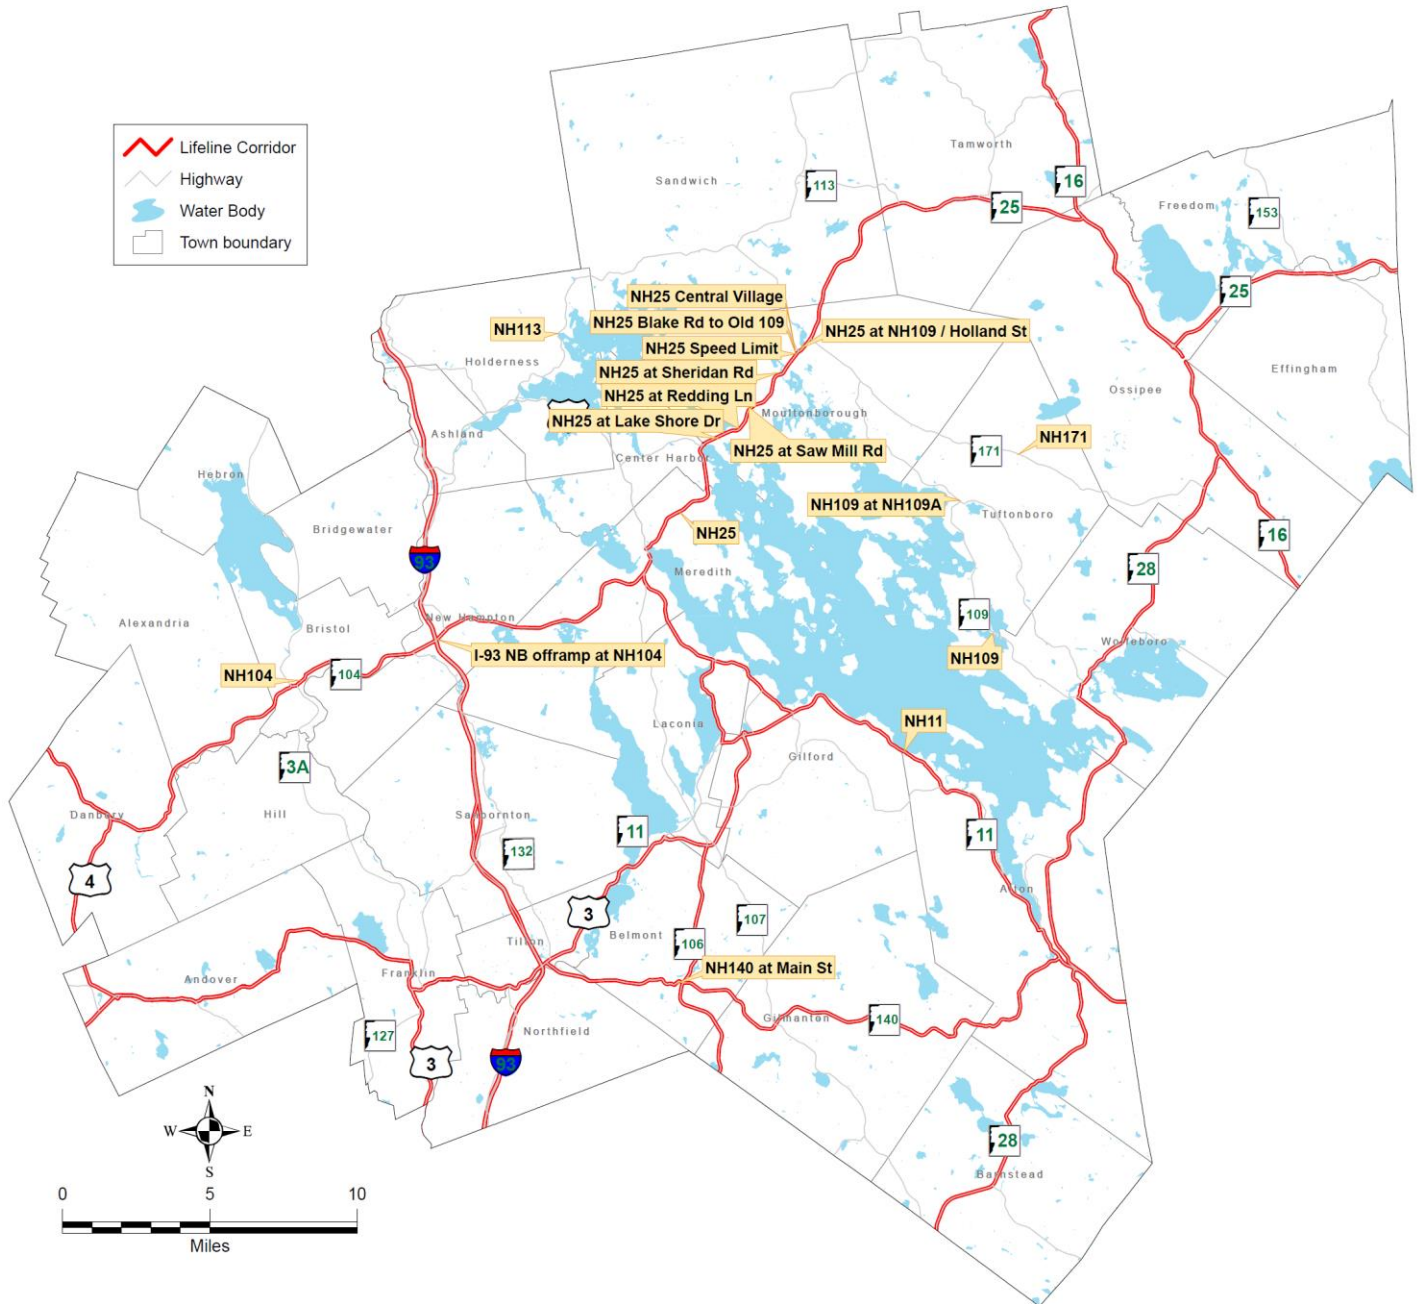 Lifeline Corridor
Highway
Water Body
Town boundary
Tamworth
Sandwich
113
16
25
Freedom
153
25
NH25 Central Village
NH113
NH25 Blake Rd to Old 109
NH25 at NH109 / Holland St
NH25 Speed Limit
Holderness
NH25 at Sheridan Rd
Effingham
Ossipee
NH25 at Redding Ln
Moultonborough
NH25 at Lake Shore Dr
Ashland
NH171
171
NH25 at Saw Mill Rd
Center Harbor
Hebron
NH109 at NH109A
Tuftonboro
Bridgewater
NH25
16
93
28
Meredith
New Hampton
109
Alexandria
Bristol
Wolfeboro
I-93 NB offramp at NH104
NH109
NH104
104
Laconia
NH11
Gilford
3A
Danbury
Hill
Sanbornton
11
11
132
4
Alton
3
107
Belmont
106
Tilton
NH140 at Main St
Franklin
Andover
Gilmanton
140
Northfield
127
3
93
28
Barnstead
N
W E
S
0 5 10
Miles